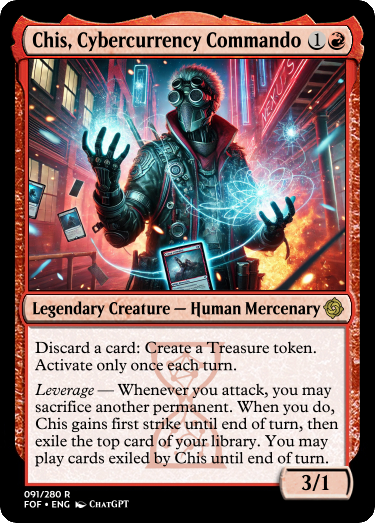 Chis, Cybercurrency Commando 1
NEXUS
Legendary Creature — Human Mercenary
Discard a card: Create a Treasure token.
Activate only once each turn.
Leverage — Whenever you attack, you may
sacrifice another permanent. When you do,
Chis gains first strike until end of turn, then
exile the top card of your library. You may
play cards exiled by Chis until end of turn.
3/1
091/280 R
FOF • ENG ChatGPT